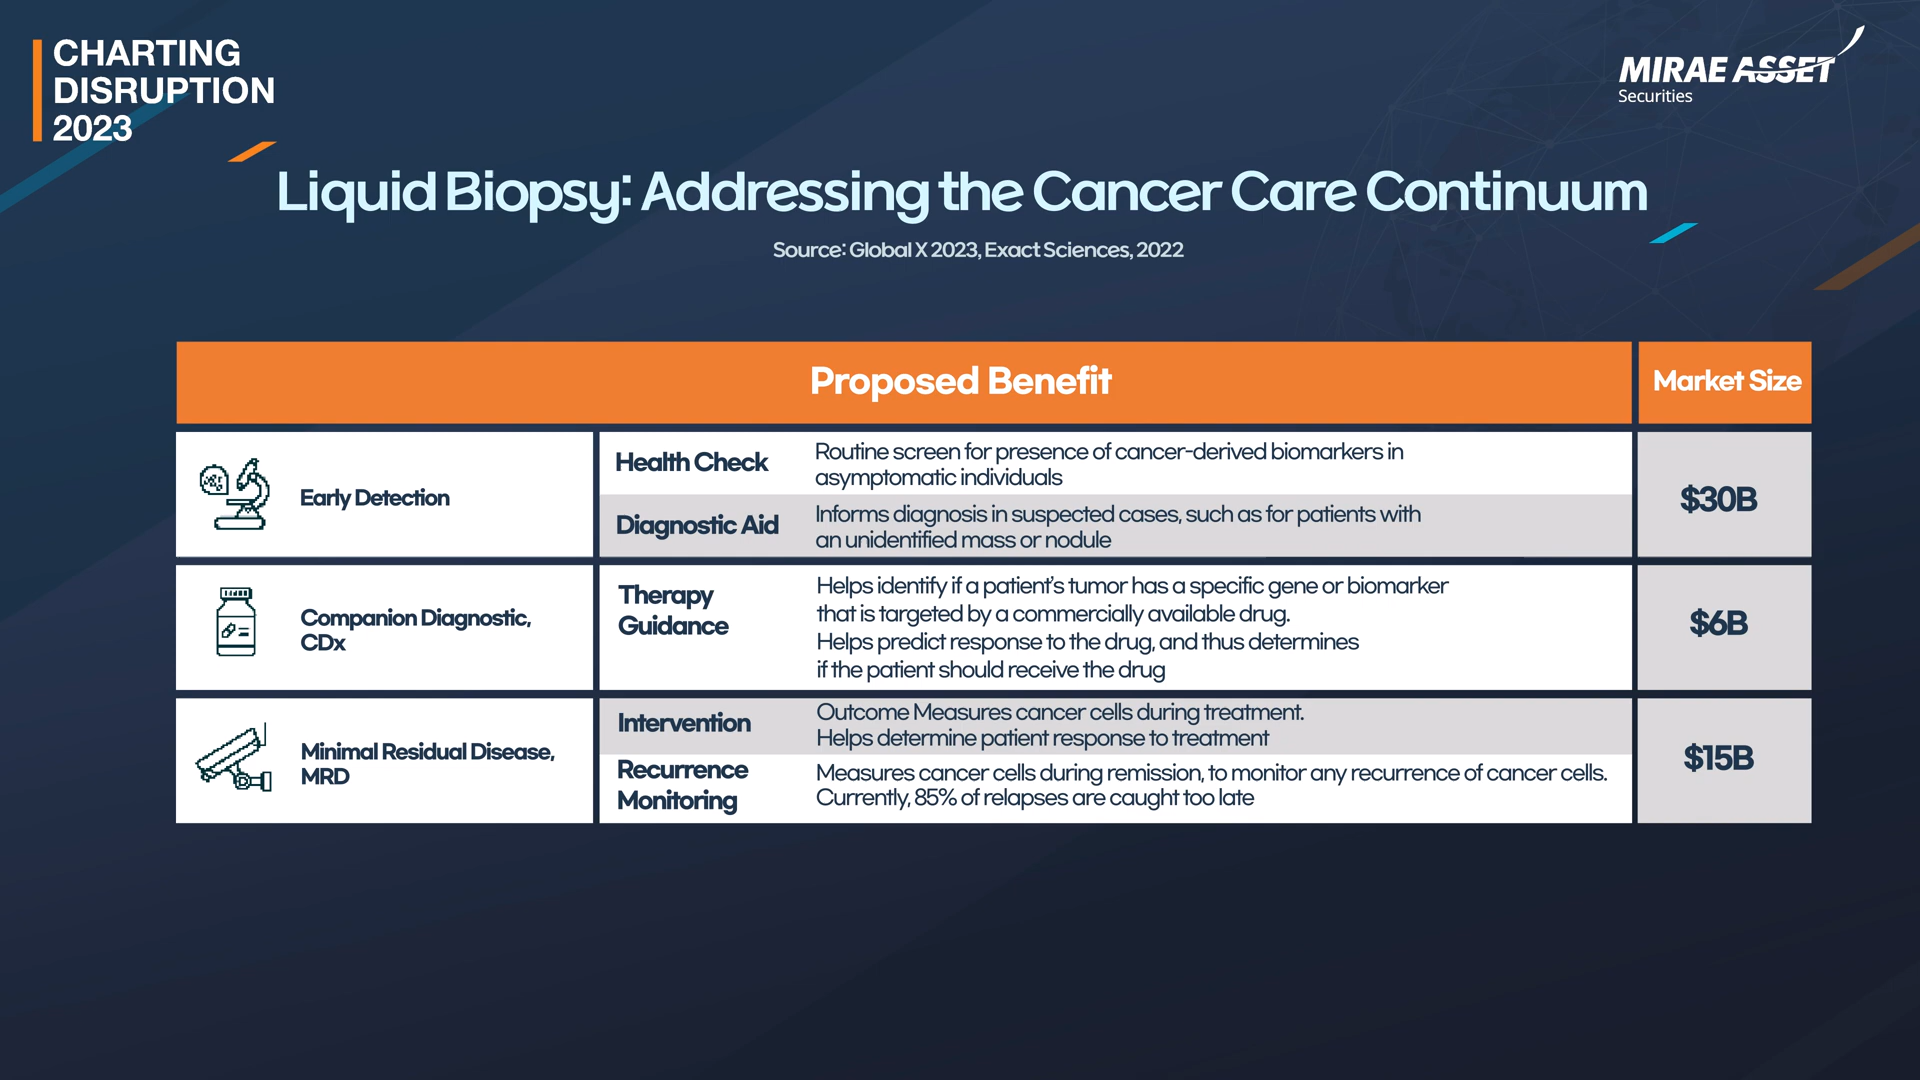 CHARTING
DISRUPTION
2023
MIRAE ASSET
Securities
Liquid Biopsy: Addressing the Cancer Care Continuum
Source: Global X 2023, Exact Sciences, 2022
Proposed Benefit
Market Size
Early Detection
Health Check
Routine screen for presence of cancer-derived biomarkers in
asymptomatic individuals
Diagnostic Aid
Informs diagnosis in suspected cases, such as for patients with
an unidentified mass or nodule
$30B
Companion Diagnostic,
CDx
Therapy
Guidance
Helps identify if a patient's tumor has a specific gene or biomarker
that is targeted by a commercially available drug.
Helps predict response to the drug, and thus determines
if the patient should receive the drug
$6B
Minimal Residual Disease,
MRD
Intervention
Outcome Measures cancer cells during treatment.
Helps determine patient response to treatment
Recurrence
Monitoring
Measures cancer cells during remission, to monitor any recurrence of cancer cells.
Currently, 85% of relapses are caught too late
$15B